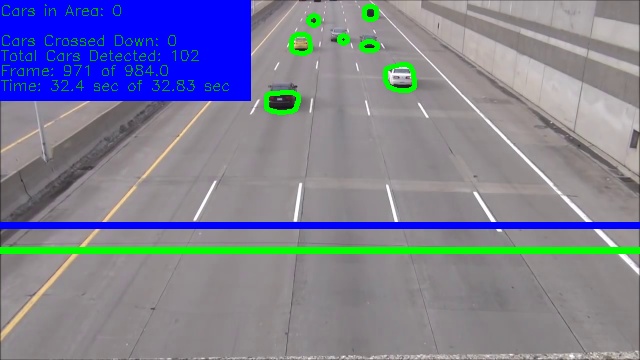 Cars in Area: 0
Cars Crossed Down: 0
Total Cars Detected: 102
Frame: 971 of 984.0
Time: 32.4 sec of 32.83 sec